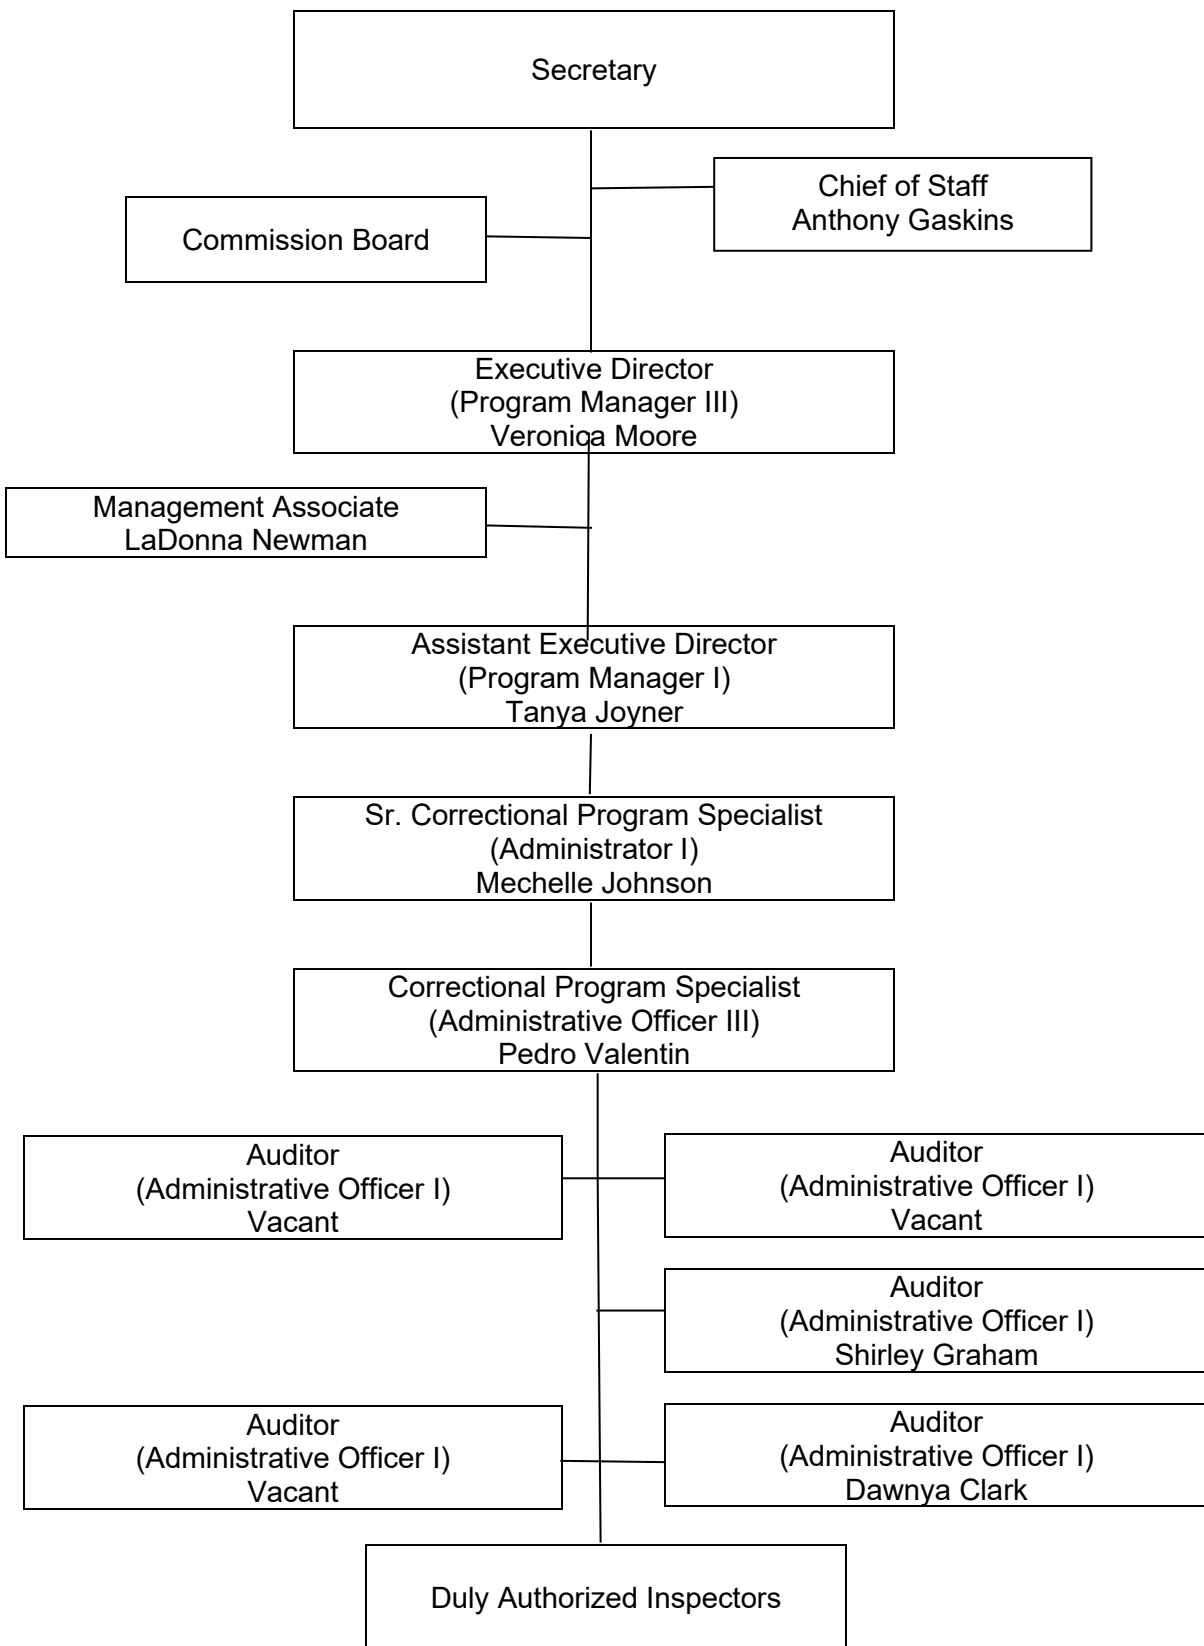 Secretary
Chief of Staff
Anthony Gaskins
Commission Board
Executive Director
(Program Manager III)
Veronica Moore
Management Associate
LaDonna Newman
Assistant Executive Director
(Program Manager I)
Tanya Joyner
Sr. Correctional Program Specialist
(Administrator I)
Mechelle Johnson
Correctional Program Specialist
(Administrative Officer III)
Pedro Valentin
Auditor
(Administrative Officer I)
Vacant
Auditor
(Administrative Officer I)
Vacant
Auditor
(Administrative Officer I)
Shirley Graham
Auditor
(Administrative Officer I)
Vacant
Auditor
(Administrative Officer I)
Dawnya Clark
Duly Authorized Inspectors